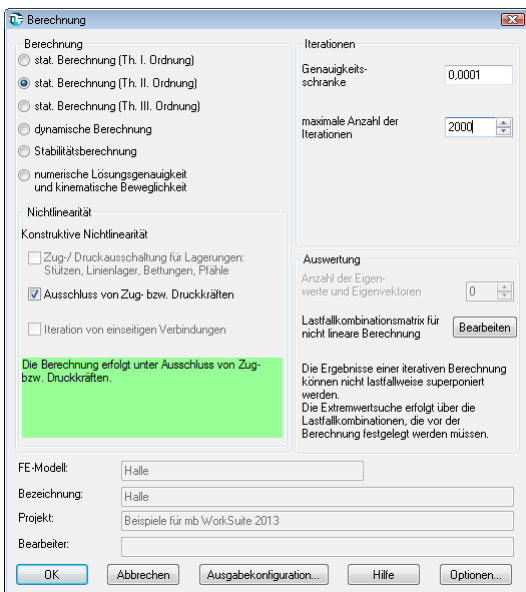 Berechnung
Berechnung
stat. Berechnung (Th. I. Ordnung)
stat. Berechnung (Th. II. Ordnung)
stat. Berechnung (Th. III. Ordnung)
dynamische Berechnung
Stabilitätsberechnung
numerische Lösungsgenauigkeit
und kinematische Beweglichkeit
Nichtlinearität
Konstruktive Nichtlinearität
Zug-/ Druckausschaltung für Lagerungen:
Stützen, Linienlager, Bettungen, Pfähle
Ausschluss von Zug- bzw. Druckkräften
Iteration von einseitigen Verbindungen
Die Berechnung erfolgt unter Ausschluss von Zug-
bzw. Druckkräften.
Iterationen
Genauigkeits-
schranke
0,0001
maximale Anzahl der
Iterationen
2000
Auswertung
Anzahl der Eigen-
werte und Eigenvektoren
0
Lastfallkombinationsmatrix für
nicht lineare Berechnung
Bearbeiten
Die Ergebnisse einer iterativen Berechnung
können nicht lastfallweise superponiert
werden.
Die Extremwertsuche erfolgt über die
Lastfallkombinationen, die vor der
Berechnung festgelegt werden müssen.
FE-Modell:
Halle
Bezeichnung:
Halle
Projekt:
Beispiele für mb WorkSuite 2013
Bearbeiter:
OK
Abbrechen
Ausgabekonfiguration...
Hilfe
Optionen...